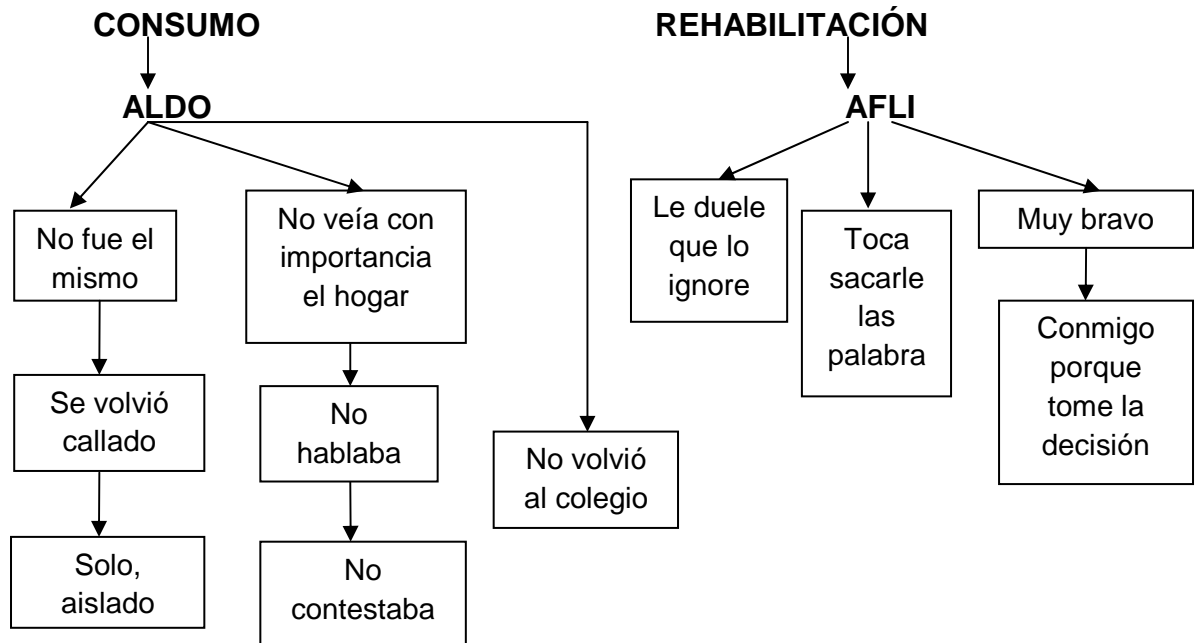 CONSUMO
ALDO
No fue el
mismo
Se volvió
callado
Solo,
aislado
No veía con
importancia
el hogar
No
hablaba
No
contestaba
No volvió
al colegio
REHABILITACIÓN
AFLI
Le duele
que lo
ignore
Toca
sacarle
las
palabra
Muy bravo
Conmigo
porque
tome la
decisión